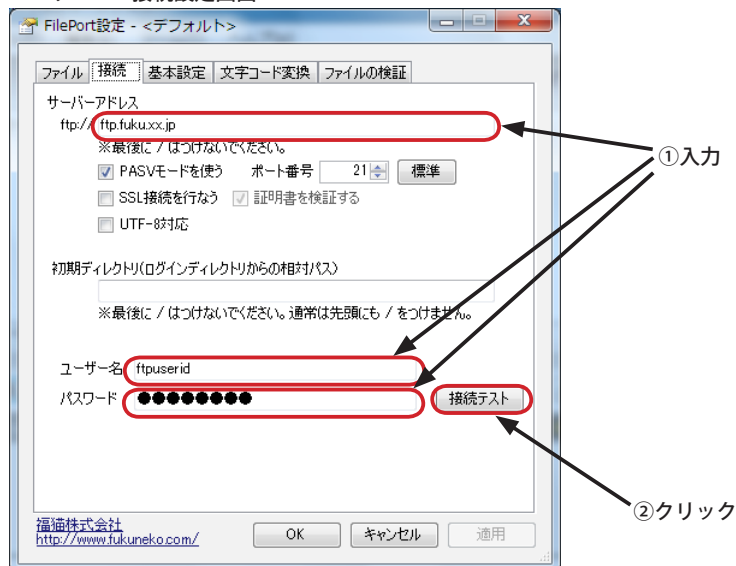 FilePort設定 - <デフォルト>
ファイル 接続 基本設定 文字コード変換 ファイルの検証
サーバーアドレス
ftp:// ftp.fuku.xx.jp
※最後に / はつけないでください。
①入力
PASVモードを使う ポート番号 21 標準
SSL接続を行なう 証明書を検証する
UTF-8対応
初期ディレクトリ(ログインディレクトリからの相対パス)
※最後に / はつけないでください。通常は先頭にも / をつけません。
ユーザー名 ftpuserid
パスワード ●●●●●●●● 接続テスト
②クリック
福猫株式会社
http://www.fukuneko.com/
OK キャンセル 適用